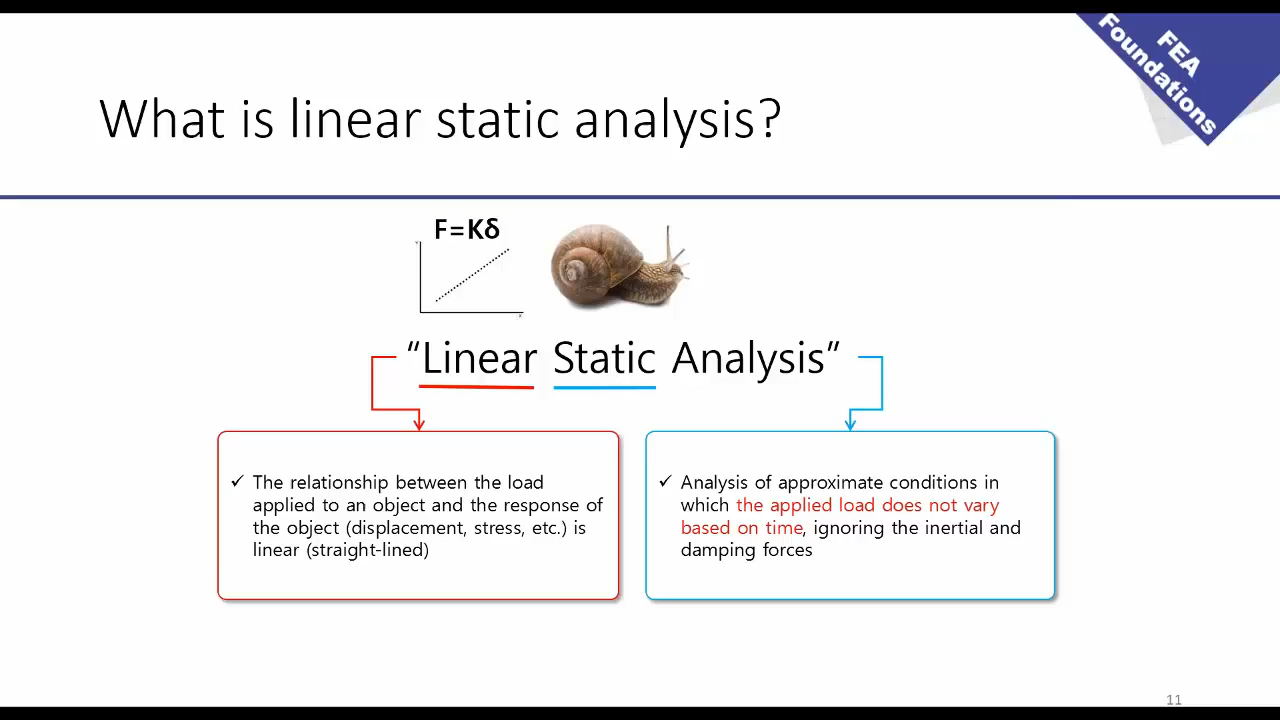 FEA
Foundations
What is linear static analysis?
F=Kδ
“Linear Static Analysis”
✓ The relationship between the load
applied to an object and the response of
the object (displacement, stress, etc.) is
linear (straight-lined)
✓ Analysis of approximate conditions in
which the applied load does not vary
based on time, ignoring the inertial and
damping forces
11